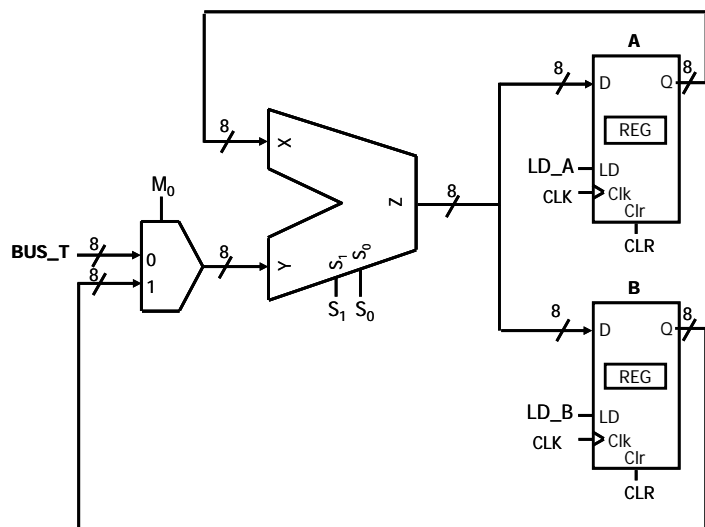 A
8
8
D
Q
REG
8
X
LD_A
LD
M₀
Z
8
CLK
Clk
Clr
CLR
BUS_T
8
0
8
Y
S₁
S₀
8
1
B
S₁
S₀
8
D
Q
8
REG
LD_B
LD
CLK
Clk
Clr
CLR